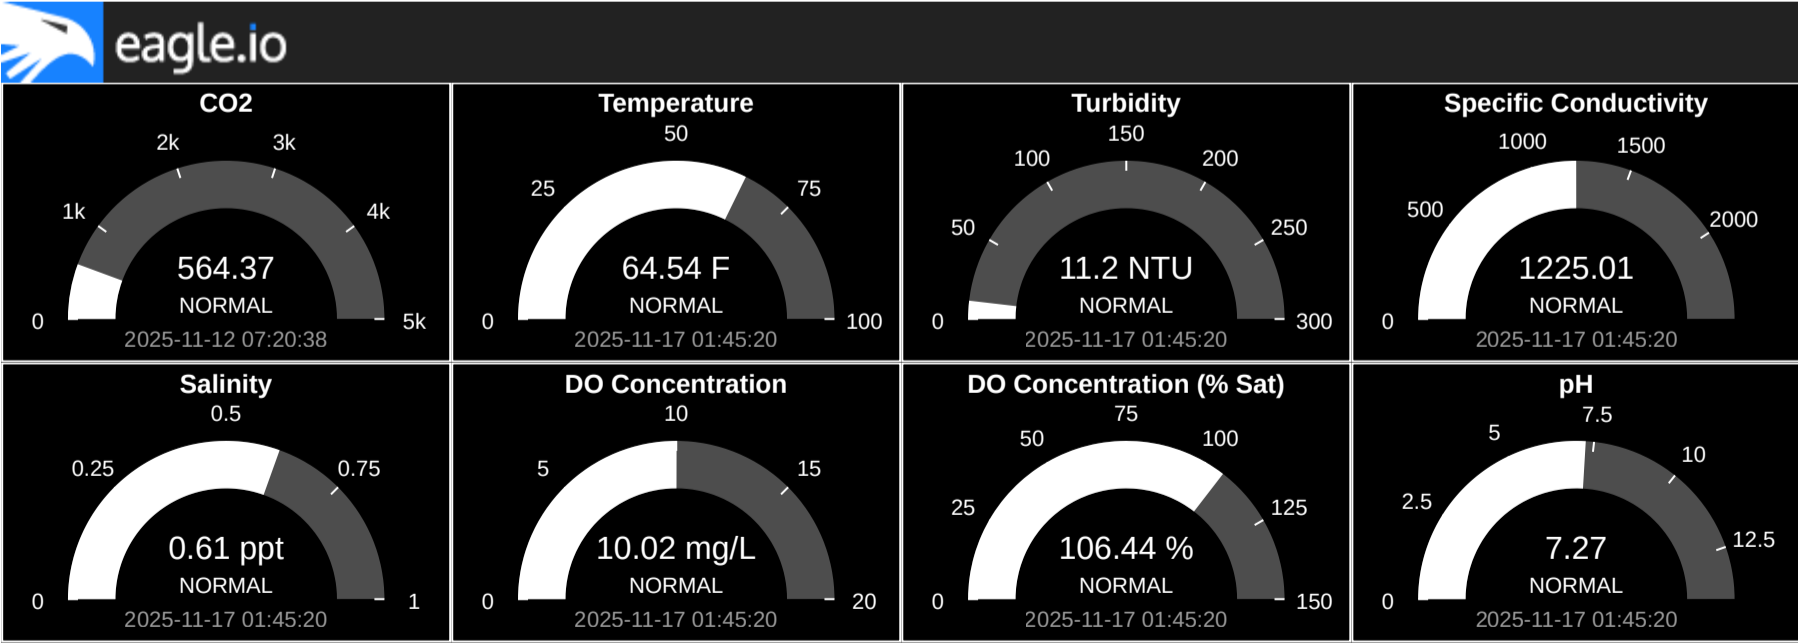 eagle.io
CO2
0
1k
2k
3k
4k
5k
564.37
NORMAL
2025-11-12 07:20:38
Temperature
0
25
50
75
100
64.54 F
NORMAL
2025-11-17 01:45:20
Turbidity
0
50
100
150
200
250
300
11.2 NTU
NORMAL
2025-11-17 01:45:20
Specific Conductivity
0
500
1000
1500
2000
1225.01
NORMAL
2025-11-17 01:45:20
Salinity
0
0.25
0.5
0.75
1
0.61 ppt
NORMAL
2025-11-17 01:45:20
DO Concentration
0
5
10
15
20
10.02 mg/L
NORMAL
2025-11-17 01:45:20
DO Concentration (% Sat)
0
25
50
75
100
125
150
106.44 %
NORMAL
2025-11-17 01:45:20
pH
0
2.5
5
7.5
10
12.5
7.27
NORMAL
2025-11-17 01:45:20